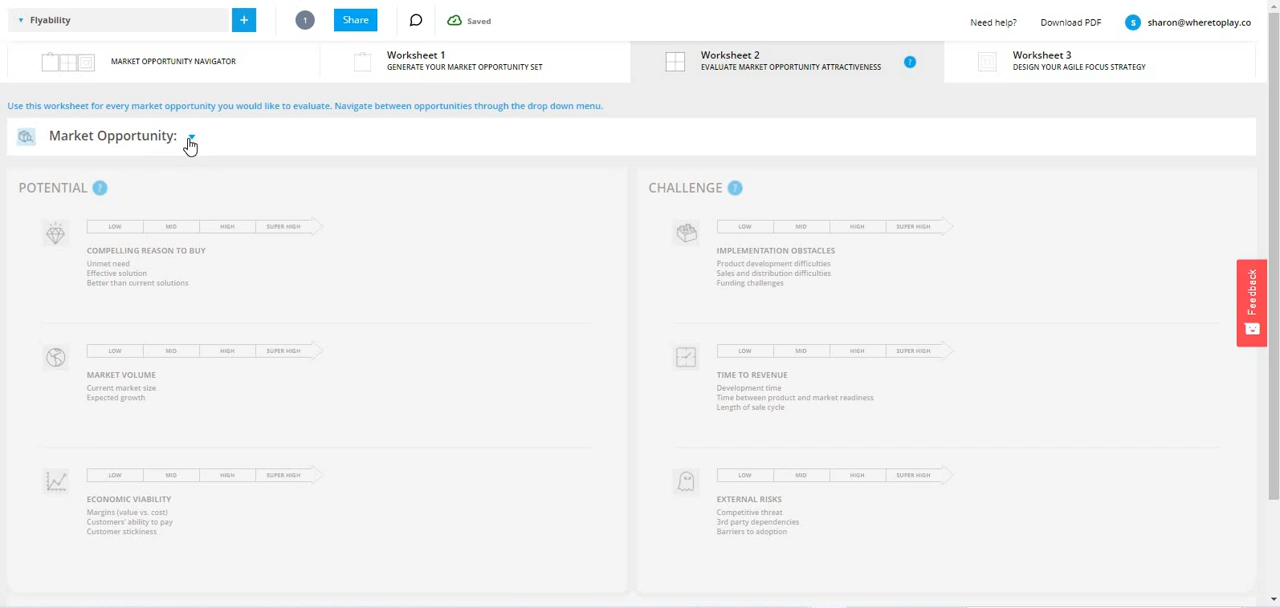 Flyability
+
1
Share
Saved
Need help?
Download PDF
S
sharon@wheretoplay.co
MARKET OPPORTUNITY NAVIGATOR
Worksheet 1
GENERATE YOUR MARKET OPPORTUNITY SET
Worksheet 2
EVALUATE MARKET OPPORTUNITY ATTRACTIVENESS
?
Worksheet 3
DESIGN YOUR AGILE FOCUS STRATEGY
Use this worksheet for every market opportunity you would like to evaluate. Navigate between opportunities through the drop down menu.
Market Opportunity:
POTENTIAL ?
LOW MID HIGH SUPER HIGH
COMPELLING REASON TO BUY
Unmet need
Effective solution
Better than current solutions
LOW MID HIGH SUPER HIGH
MARKET VOLUME
Current market size
Expected growth
LOW MID HIGH SUPER HIGH
ECONOMIC VIABILITY
Margins (value vs. cost)
Customers' ability to pay
Customer stickiness
CHALLENGE ?
LOW MID HIGH SUPER HIGH
IMPLEMENTATION OBSTACLES
Product development difficulties
Sales and distribution difficulties
Funding challenges
LOW MID HIGH SUPER HIGH
TIME TO REVENUE
Development time
Time between product and market readiness
Length of sale cycle
LOW MID HIGH SUPER HIGH
EXTERNAL RISKS
Competitive threat
3rd party dependencies
Barriers to adoption
Feedback